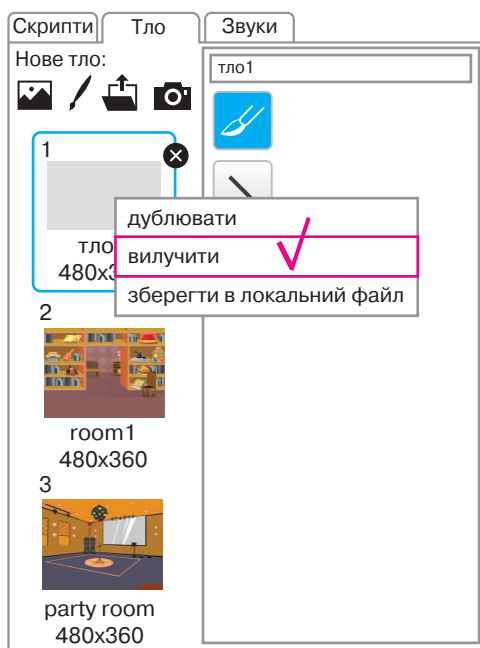 Скрипти Тло Звуки
Нове тло:
тло1
1
дублювати
вилучити
зберегти в локальний файл
тло
480x3
2
room1
480x360
3
party room
480x360